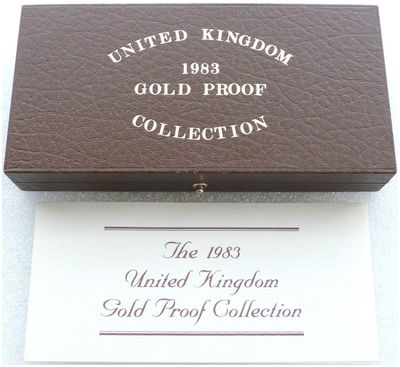 UNITED KINGDOM
1983
GOLD PROOF
COLLECTION
The 1983
United Kingdom
Gold Proof Collection